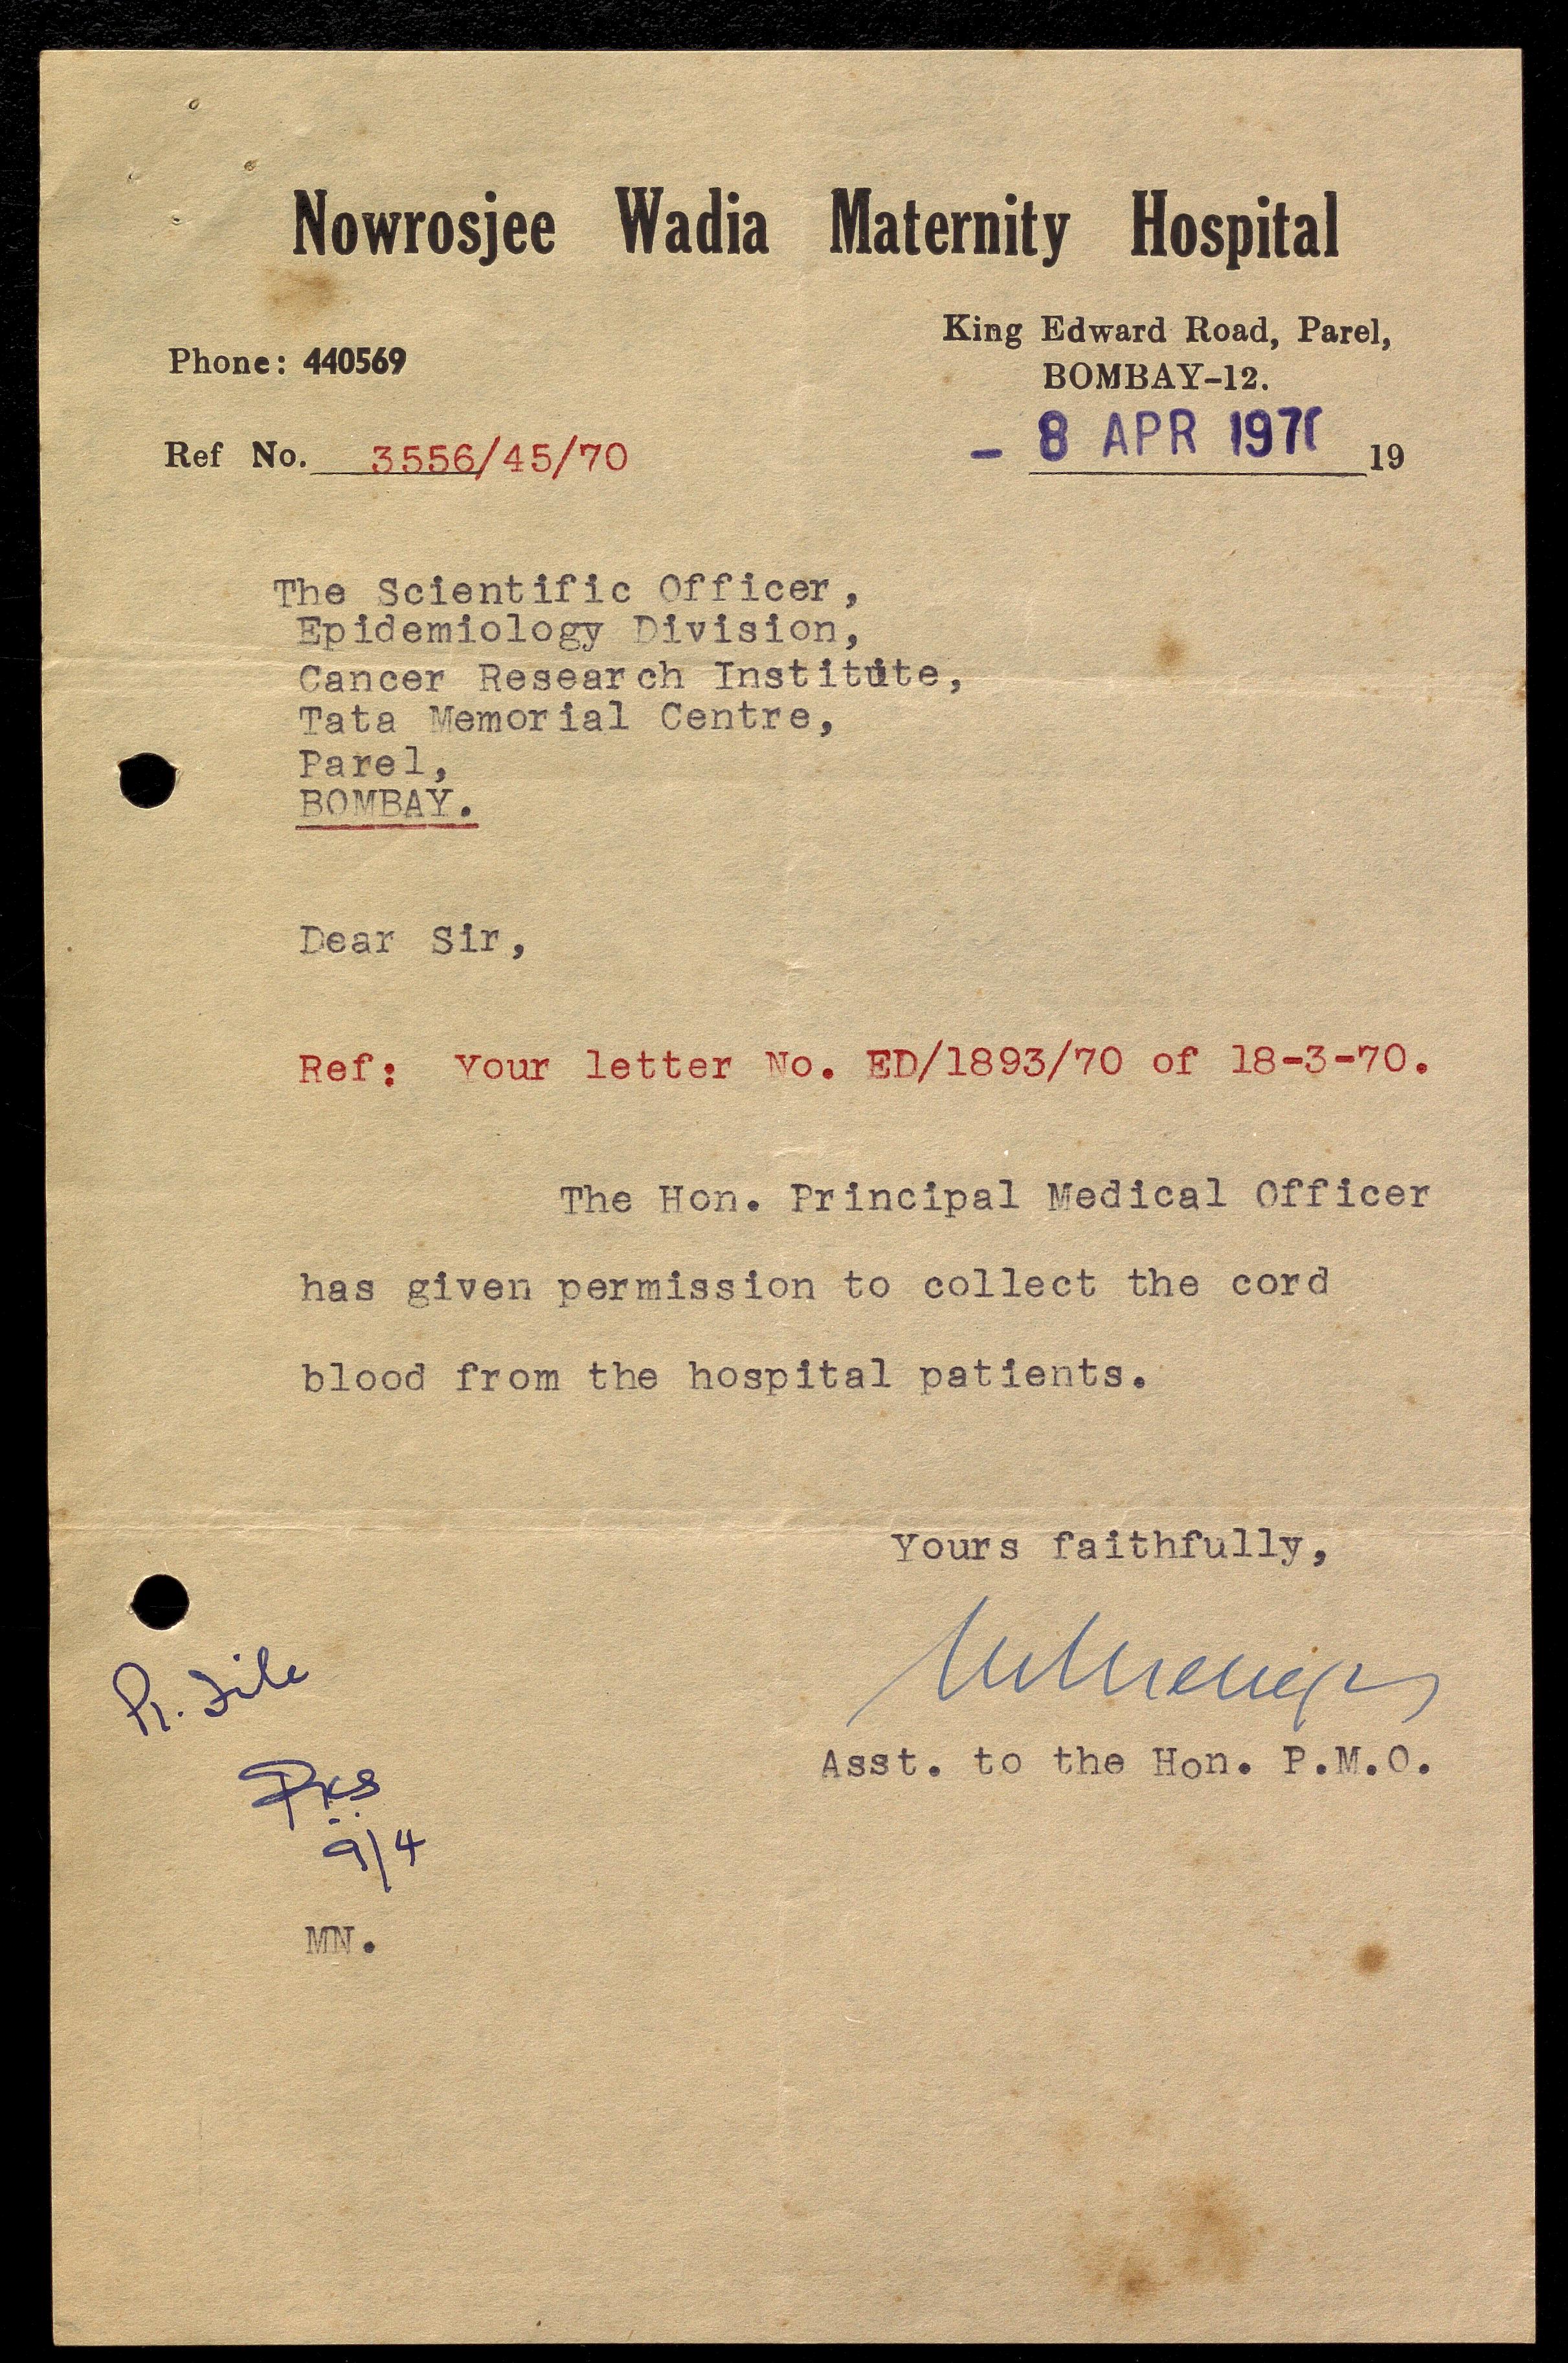 Nowrosjee Wadia Maternity Hospital
King Edward Road, Parel,
Phone: 440569
BOMBAY-12.
Ref No. 3556/45/70
- 8 APR 1970 19
The Scientific Officer,
Epidemiology Division,
Cancer Research Institute,
Tata Memorial Centre,
Parel,
BOMBAY.
Dear Sir,
Ref: Your letter No. ED/1893/70 of 18-3-70.
The Hon. Principal Medical Officer
has given permission to collect the cord
blood from the hospital patients.
Yours faithfully,
Asst. to the Hon. P.M.O.
File
9/4
MN.